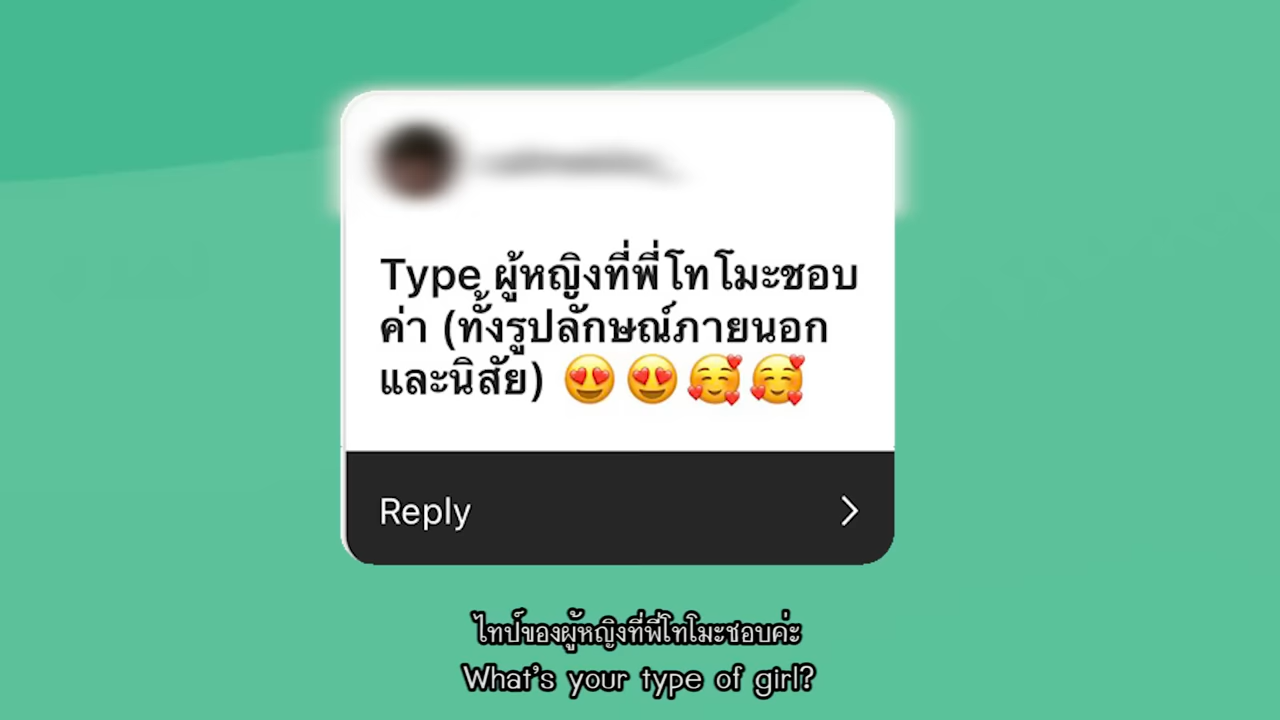 Type ผู้หญิงที่พี่โทโมะชอบ
ค่า (ทั้งรูปลักษณ์ภายนอก
และนิสัย) 😍😍🥰🥰
Reply
ไทป์ของผู้หญิงที่พี่โทโมะชอบค่ะ
What's your type of girl?